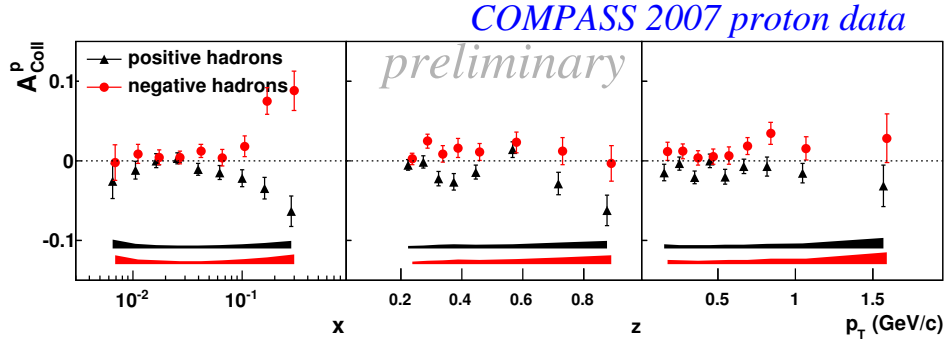 COMPASS 2007 proton data
preliminary
A^p_Coll
positive hadrons
negative hadrons
0.1
0
-0.1
10^-2
10^-1
x
0.2
0.4
0.6
0.8
z
0.5
1
1.5
p_T (GeV/c)